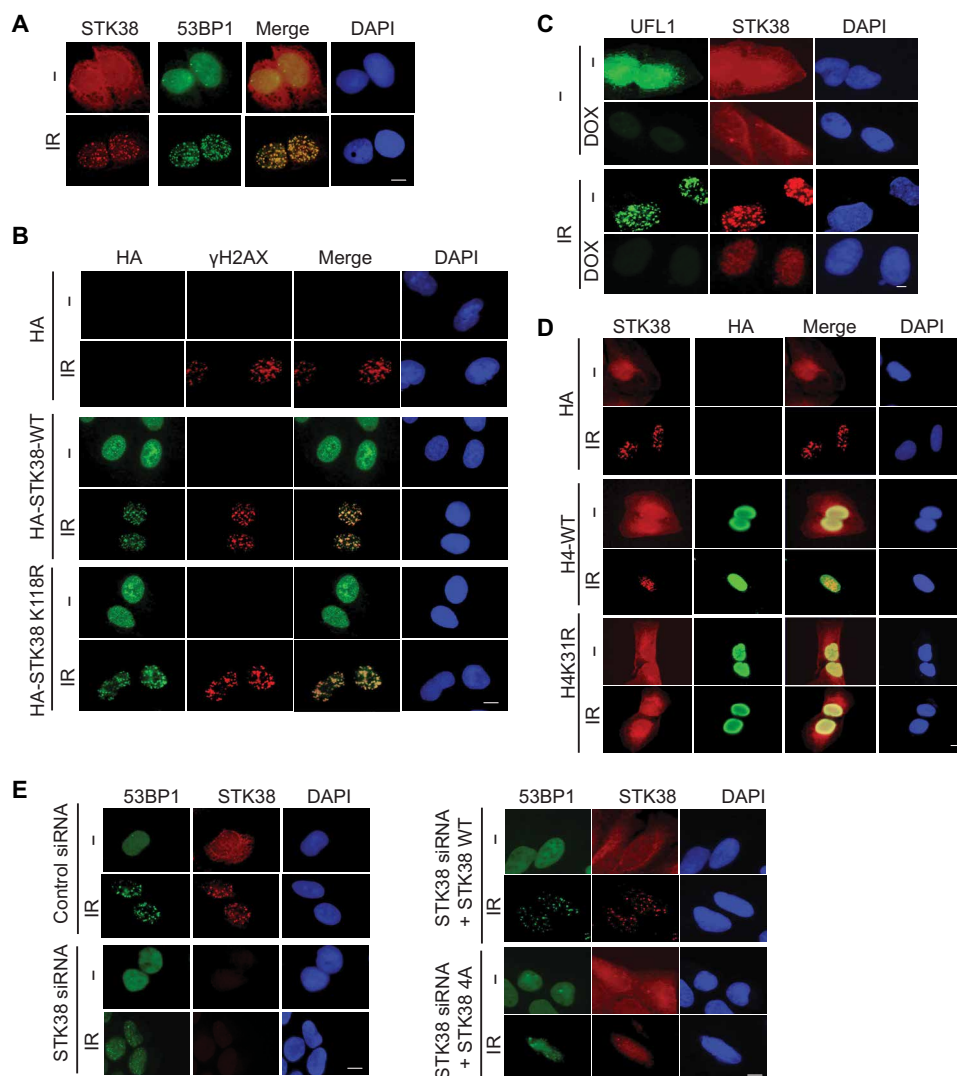 A
STK38 53BP1 Merge DAPI
–
IR
B
HA γH2AX Merge DAPI
HA
–
IR
HA-STK38-WT
–
IR
HA-STK38 K118R
–
IR
C
UFL1 STK38 DAPI
–
–
DOX
IR
–
DOX
D
STK38 HA Merge DAPI
HA
–
IR
H4-WT
–
IR
H4K31R
–
IR
E
53BP1 STK38 DAPI
Control siRNA
–
IR
STK38 siRNA
–
IR
53BP1 STK38 DAPI
STK38 siRNA
+ STK38 WT
–
IR
STK38 siRNA
+ STK38 4A
–
IR